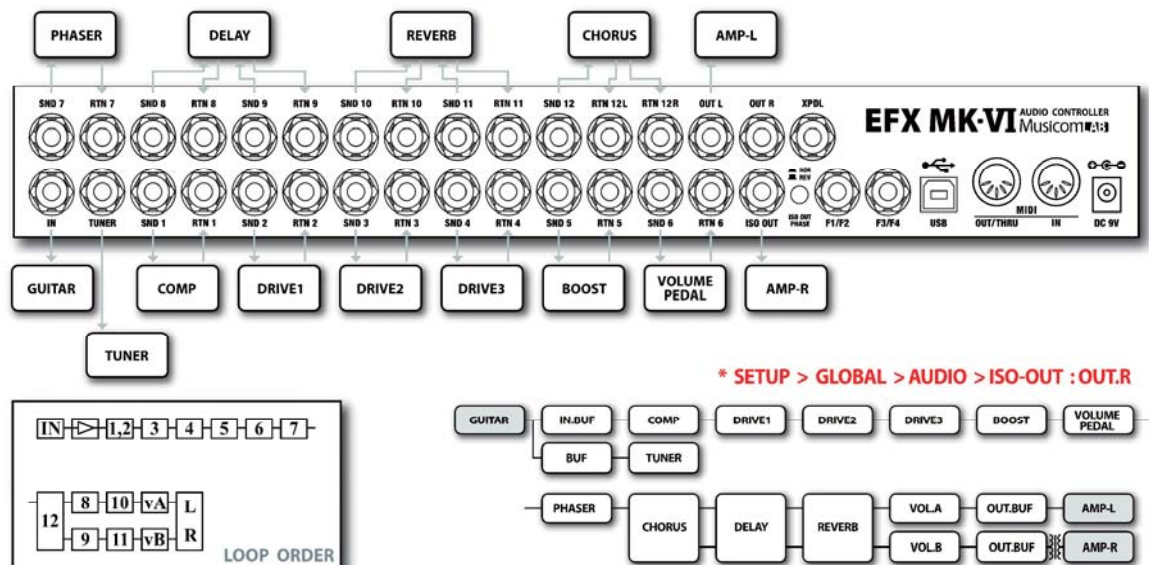 PHASER DELAY REVERB CHORUS AMP-L
SND 7 RTN 7 SND 8 RTN 8 SND 9 RTN 9 SND 10 RTN 10 SND 11 RTN 11 SND 12 RTN 12L RTN 12R OUT L OUT R XPDL
EFX MK-VI AUDIO CONTROLLER
MusicomLAB
NOR
REV
ISO OUT
PHASE
IN TUNER SND 1 RTN 1 SND 2 RTN 2 SND 3 RTN 3 SND 4 RTN 4 SND 5 RTN 5 SND 6 RTN 6 ISO OUT F1/F2 F3/F4 USB OUT/THRU MIDI IN DC 9V
GUITAR COMP DRIVE1 DRIVE2 DRIVE3 BOOST VOLUME PEDAL AMP-R
TUNER
* SETUP > GLOBAL > AUDIO > ISO-OUT : OUT.R
IN 1,2 3 4 5 6 7
12 8 10 vA L
9 11 vB R
LOOP ORDER
GUITAR IN.BUF COMP DRIVE1 DRIVE2 DRIVE3 BOOST VOLUME PEDAL
BUF TUNER
PHASER CHORUS DELAY REVERB VOL.A OUT.BUF AMP-L
VOL.B OUT.BUF AMP-R